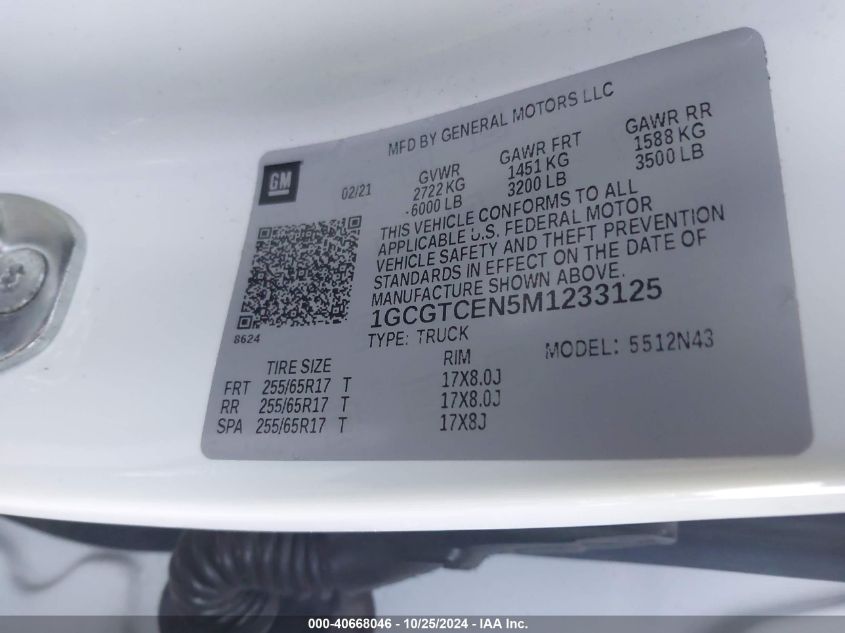 MFD BY GENERAL MOTORS LLC
GM
02/21
GVWR GAWR FRT GAWR RR
2722 KG 1451 KG 1588 KG
6000 LB 3200 LB 3500 LB
THIS VEHICLE CONFORMS TO ALL
APPLICABLE U.S. FEDERAL MOTOR
VEHICLE SAFETY AND THEFT PREVENTION
STANDARDS IN EFFECT ON THE DATE OF
MANUFACTURE SHOWN ABOVE.
1GCGTCEN5M1233125
8624
TYPE: TRUCK MODEL: 5512N43
TIRE SIZE RIM
FRT 255/65R17 T 17X8.0J
RR 255/65R17 T 17X8.0J
SPA 255/65R17 T 17X8J
000-40668046 - 10/25/2024 - IAA Inc.